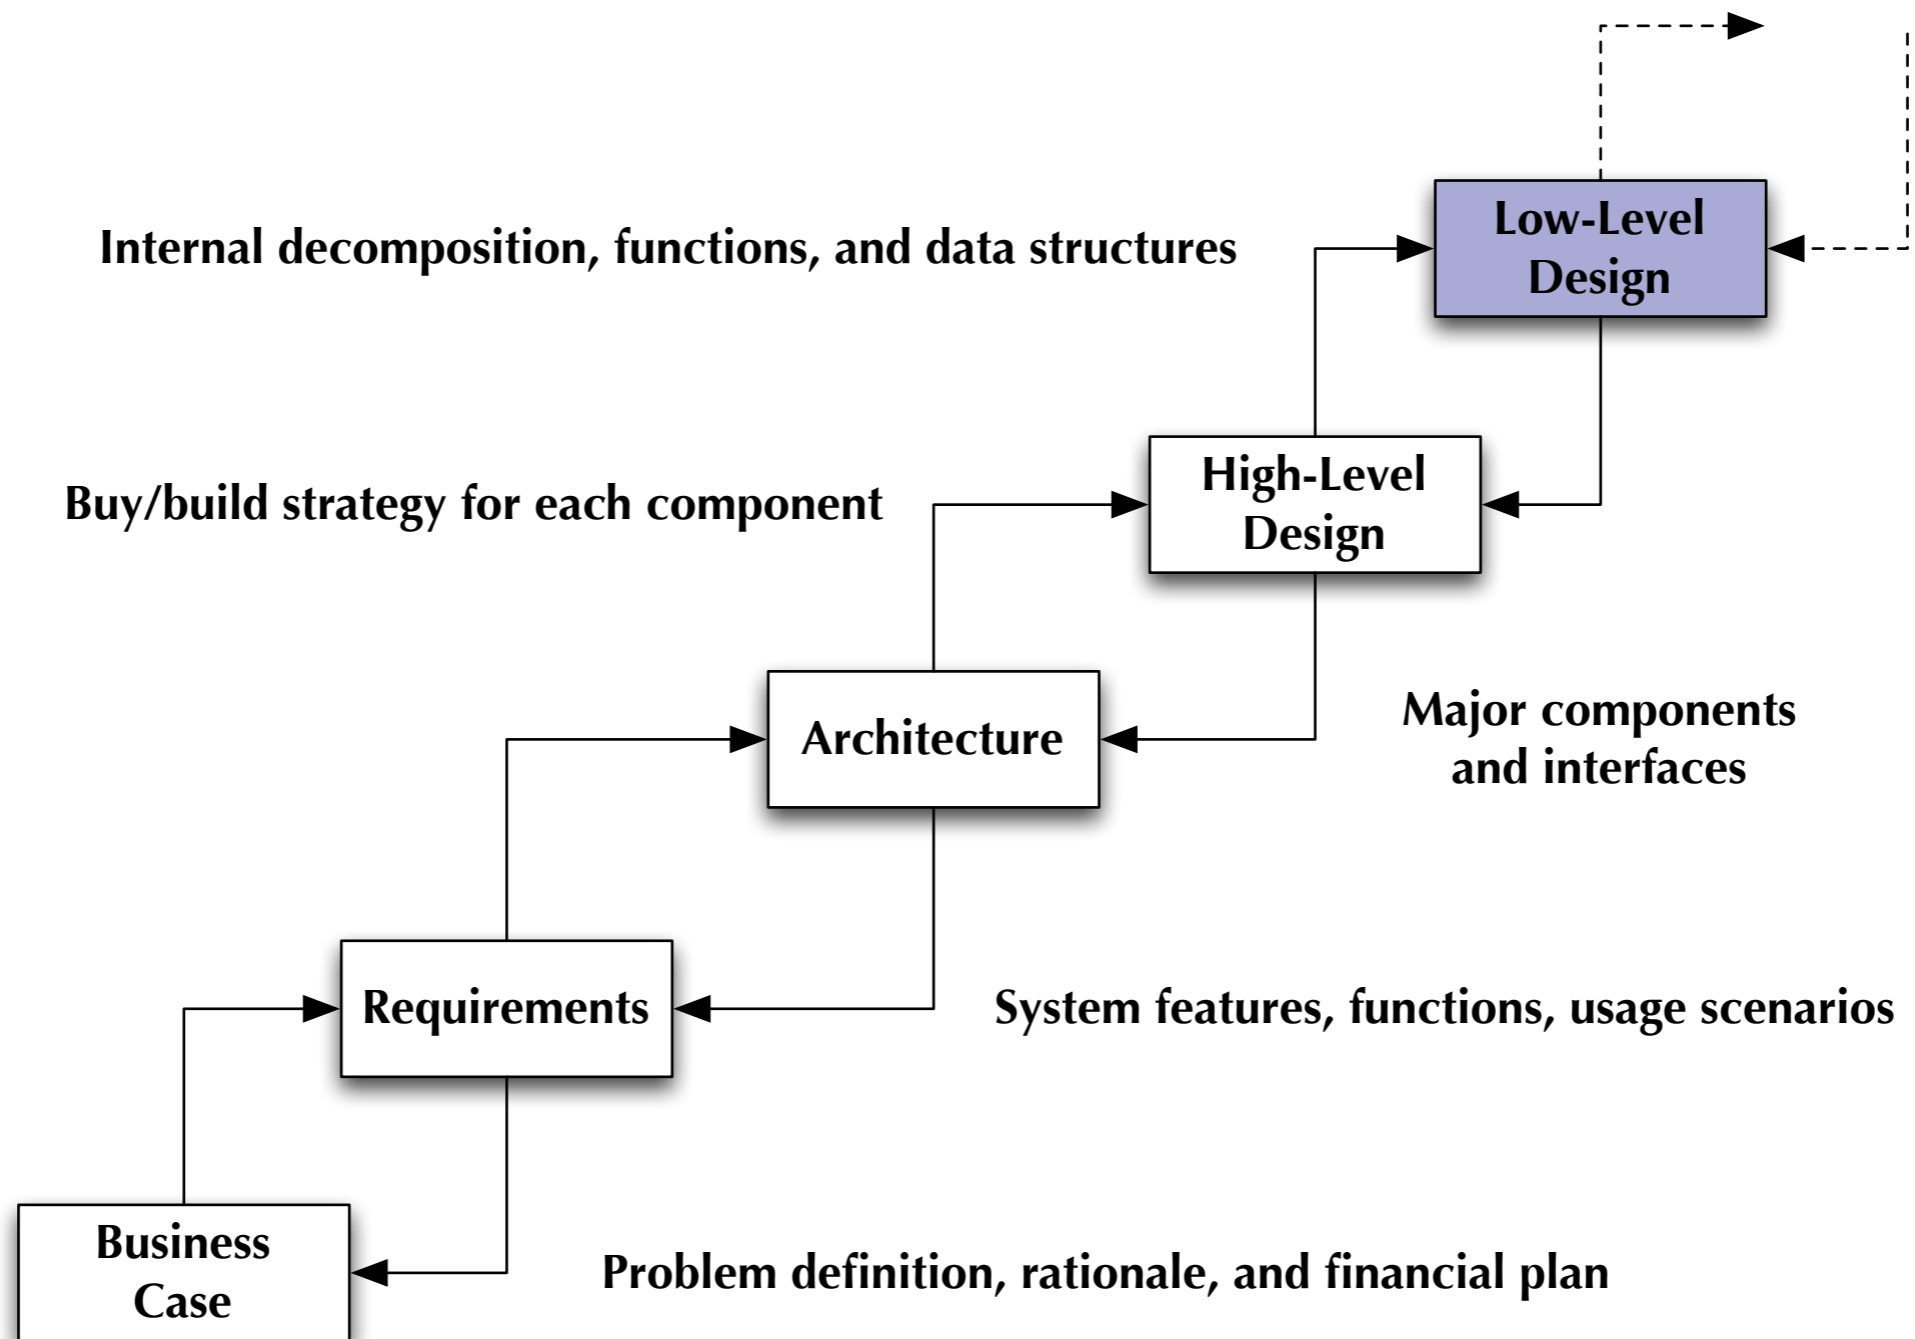 Internal decomposition, functions, and data structures
Low-Level
Design
Buy/build strategy for each component
High-Level
Design
Architecture
Major components
and interfaces
Requirements
System features, functions, usage scenarios
Business
Case
Problem definition, rationale, and financial plan